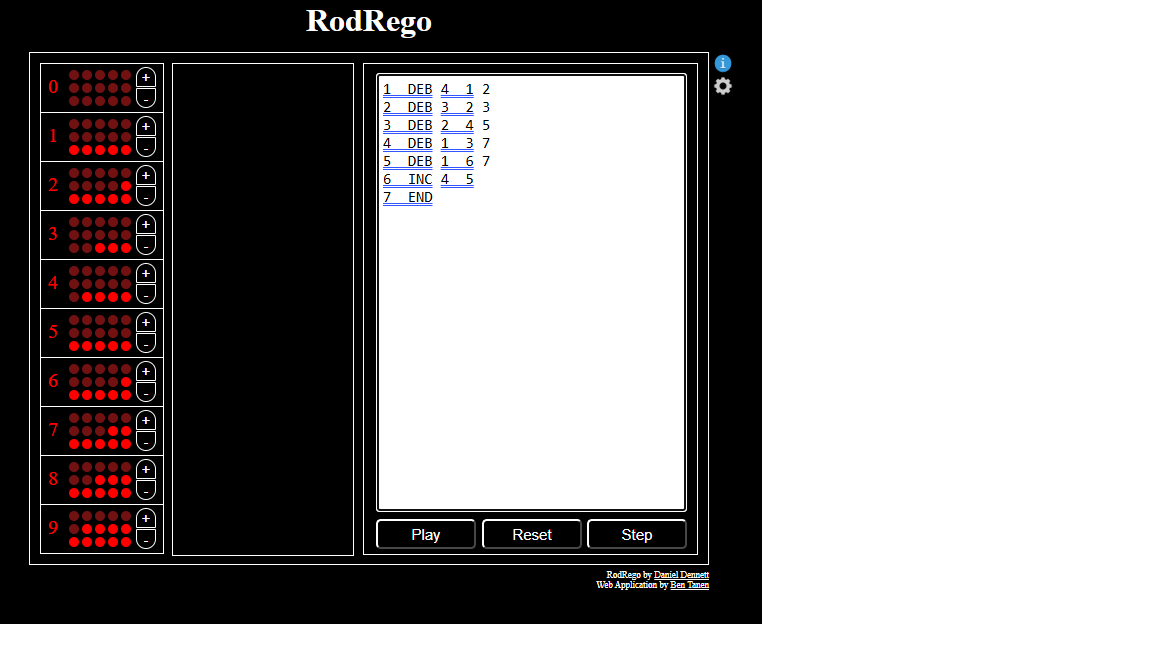 RodRego
0 + -
1 + -
2 + -
3 + -
4 + -
5 + -
6 + -
7 + -
8 + -
9 + -
1 DEB 4 1 2
2 DEB 3 2 3
3 DEB 2 4 5
4 DEB 1 3 7
5 DEB 1 6 7
6 INC 4 5
7 END
Play Reset Step
i
RodRego by Daniel Dennett
Web Application by Ben Tanen